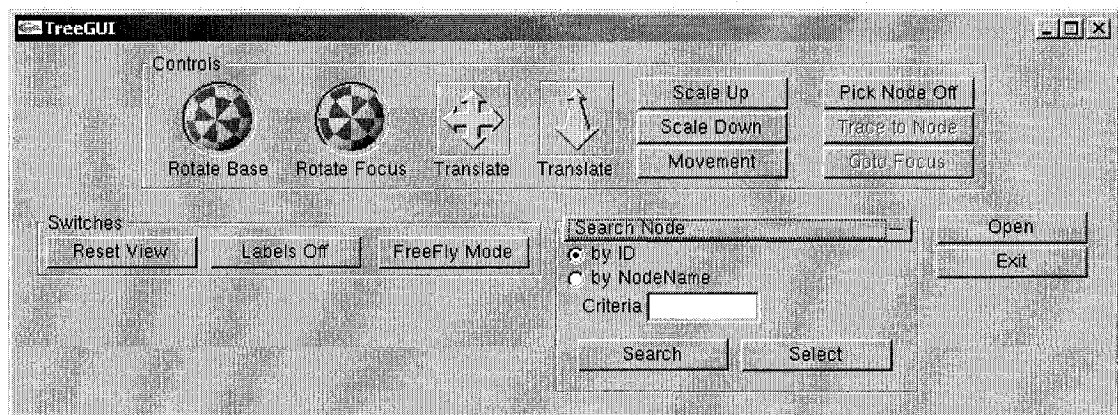 TreeGUI
Controls
Scale Up
Pick Node Off
Scale Down
Trace to Node
Movement
Goto Focus
Rotate Base
Rotate Focus
Translate
Translate
Switches
Reset View
Labels Off
FreeFly Mode
Search Node
by ID
by NodeName
Criteria
Search
Select
Open
Exit